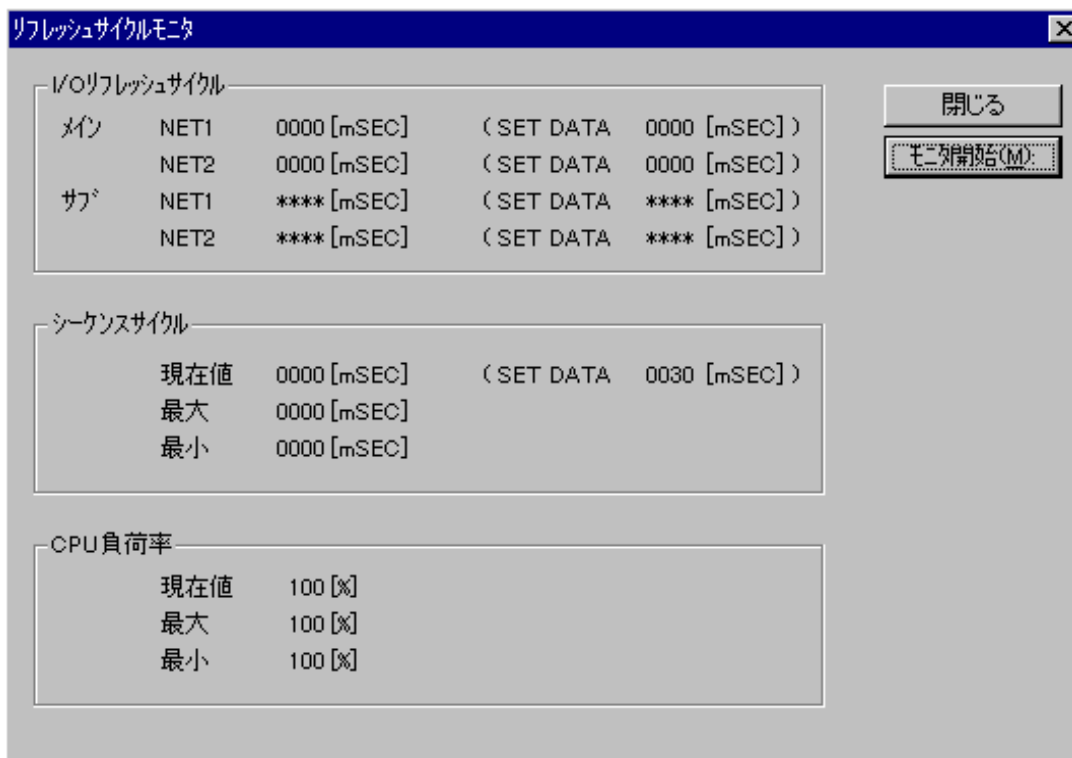 ﾘﾌﾚｯｼｭｻｲｸﾙﾓﾆﾀ
I/Oﾘﾌﾚｯｼｭｻｲｸﾙ
ﾒｲﾝ NET1 0000 [mSEC] ( SET DATA 0000 [mSEC] )
NET2 0000 [mSEC] ( SET DATA 0000 [mSEC] )
ｻﾌﾞ NET1 **** [mSEC] ( SET DATA **** [mSEC] )
NET2 **** [mSEC] ( SET DATA **** [mSEC] )
閉じる
ﾓﾆﾀ開始(M):
ｼｰｹﾝｽｻｲｸﾙ
現在値 0000 [mSEC] ( SET DATA 0030 [mSEC] )
最大 0000 [mSEC]
最小 0000 [mSEC]
CPU負荷率
現在値 100 [%]
最大 100 [%]
最小 100 [%]